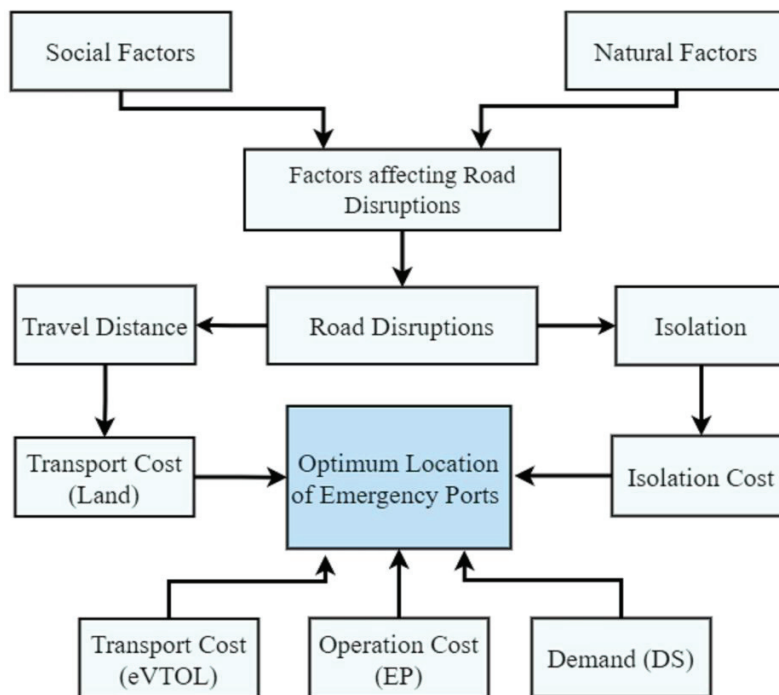 Social Factors
Natural Factors
Factors affecting Road
Disruptions
Travel Distance
Road Disruptions
Isolation
Transport Cost
(Land)
Optimum Location
of Emergency Ports
Isolation Cost
Transport Cost
(eVTOL)
Operation Cost
(EP)
Demand (DS)